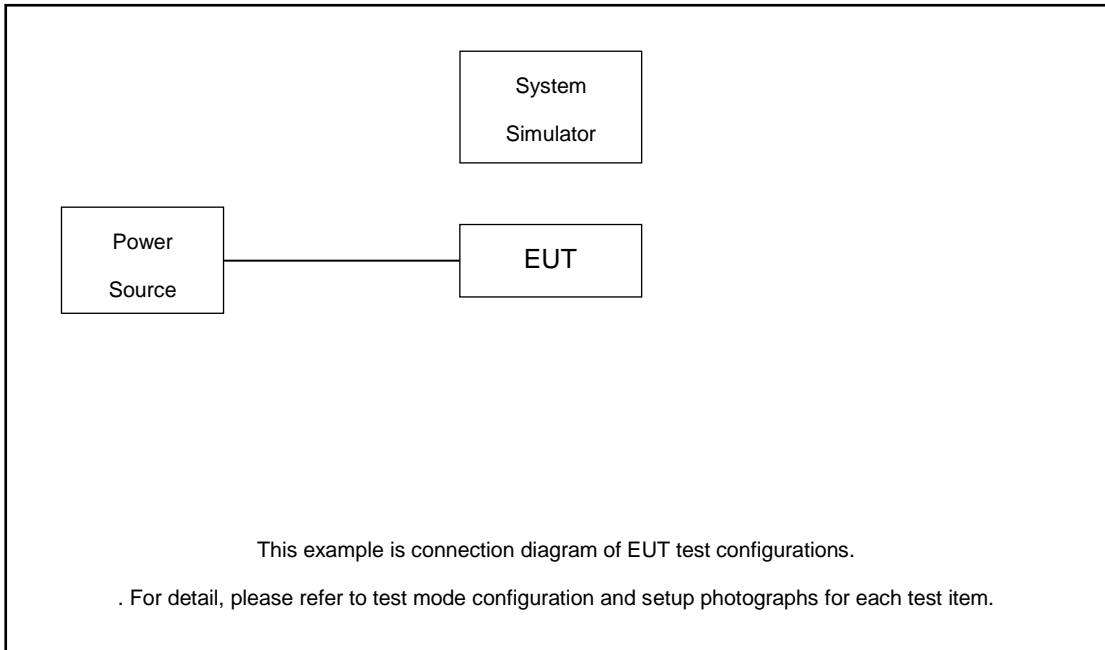 System
Simulator
Power
Source
EUT
This example is connection diagram of EUT test configurations.
. For detail, please refer to test mode configuration and setup photographs for each test item.